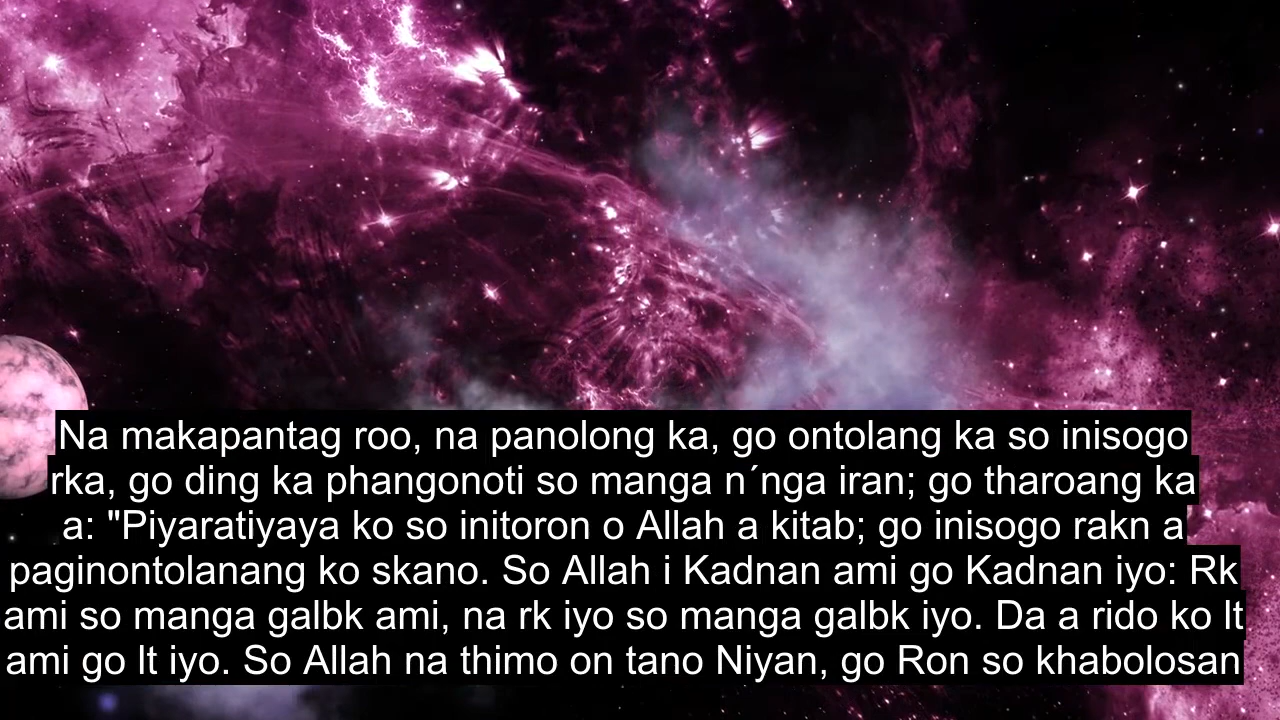 Na makapantag roo, na panolong ka, go ontolang ka so inisogo
rka, go ding ka phangonoti so manga n´nga iran; go tharoang ka
a: "Piyaratiyaya ko so initoron o Allah a kitab; go inisogo rakn a
paginontolanang ko skano. So Allah i Kadnan ami go Kadnan iyo: Rk
ami so manga galbk ami, na rk iyo so manga galbk iyo. Da a rido ko lt
ami go lt iyo. So Allah na thimo on tano Niyan, go Ron so khabolosan